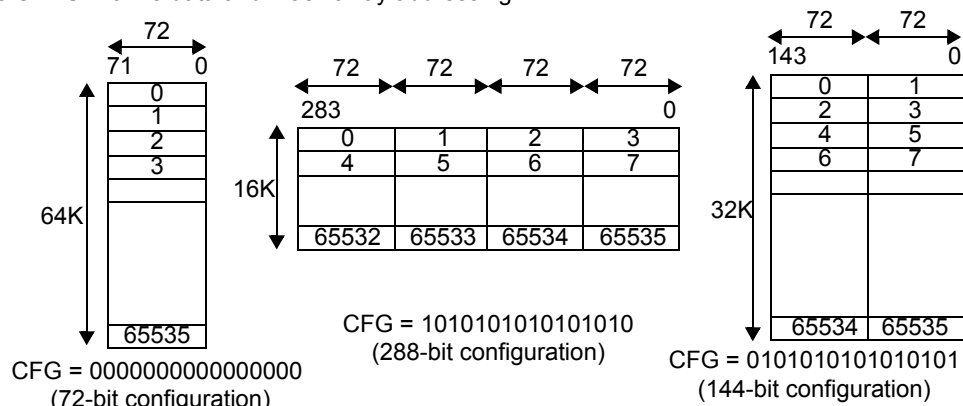 72
71 0
0
1
2
3
64K
65535
CFG = 0000000000000000
(72-bit configuration)
72 72 72 72
283 0
0 1 2 3
4 5 6 7
16K
65532 65533 65534 65535
CFG = 1010101010101010
(288-bit configuration)
72 72
143 0
0 1
2 3
4 5
6 7
32K
65534 65535
CFG = 0101010101010101
(144-bit configuration)